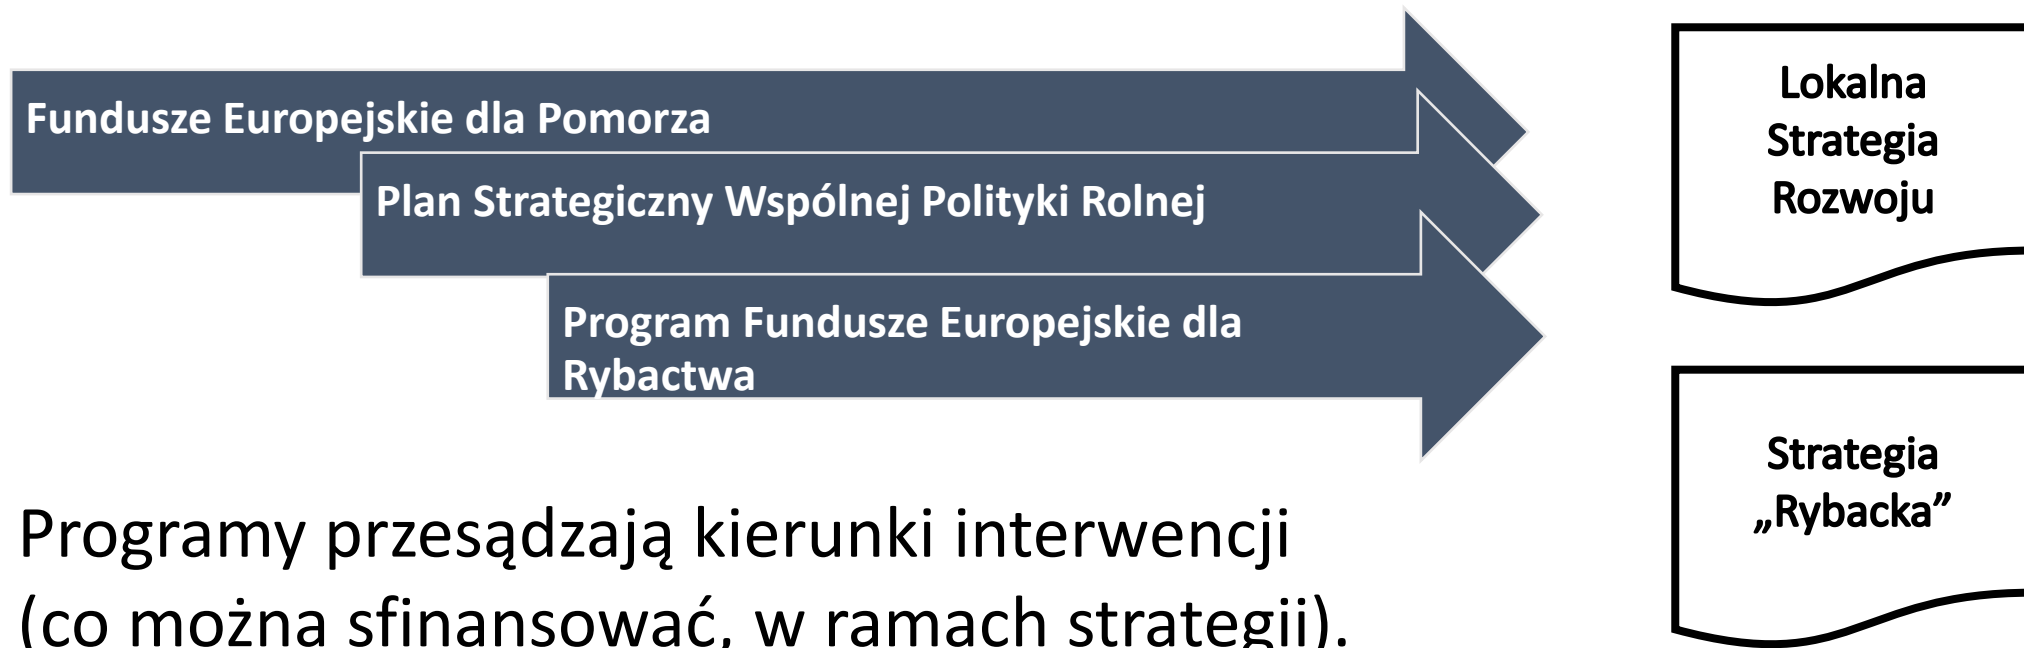 Fundusze Europejskie dla Pomorza
Plan Strategiczny Wspólnej Polityki Rolnej
Program Fundusze Europejskie dla
Rybactwa
Lokalna
Strategia
Rozwoju
Strategia
„Rybacka”
Programy przesądzają kierunki interwencji
(co można sfinansować, w ramach strategii).